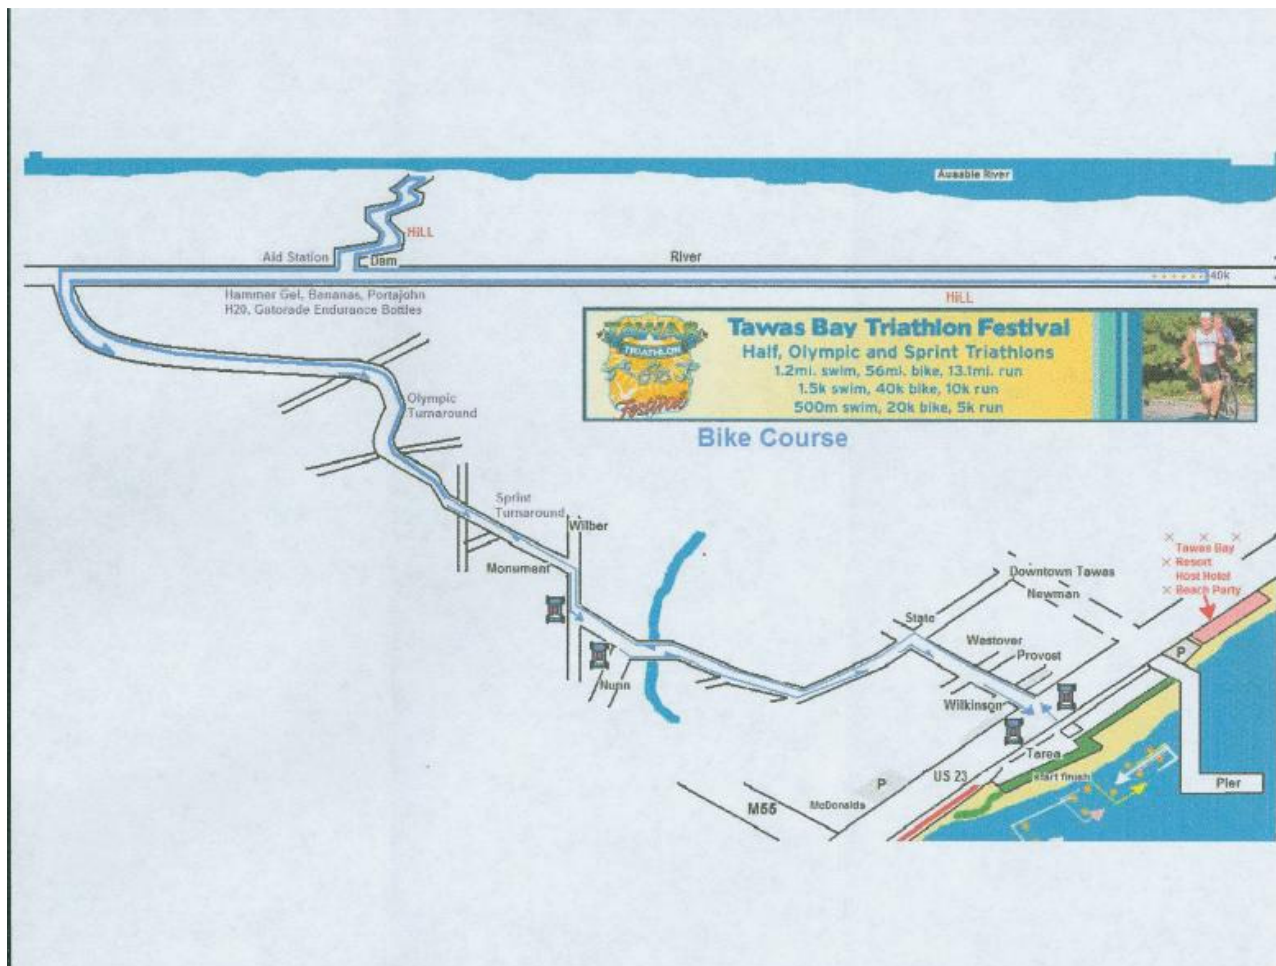 Ausable River
HiLL
Aid Station
Dam
River
40k
Hammer Gel, Bananas, Portajohn
H20, Gatorade Endurance Bottles
HiLL
TAWAS
TRIATHLON
FESTIVAL
Tawas Bay Triathlon Festival
Half, Olympic and Sprint Triathlons
1.2mi. swim, 56mi. bike, 13.1mi. run
1.5k swim, 40k bike, 10k run
500m swim, 20k bike, 5k run
Bike Course
Olympic
Turnaround
Sprint
Turnaround
Wilber
Monument
Tawas Bay
Resort
Host Hotel
Beach Party
Downtown Tawas
Newman
State
Westover
Provost
P
Nunn
Wilkinson
Tarea
start finish
US 23
P
Pier
McDonalds
M55